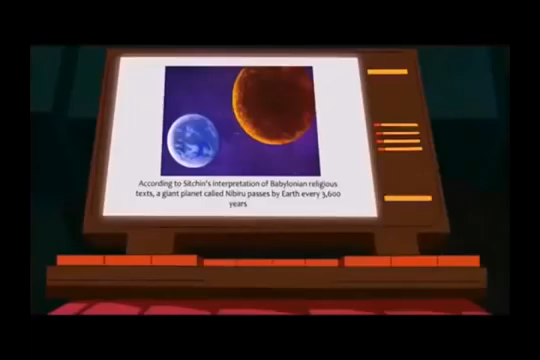 According to Sitchin's interpretation of Babylonian religious
texts, a giant planet called Nibiru passes by Earth every 3,600
years